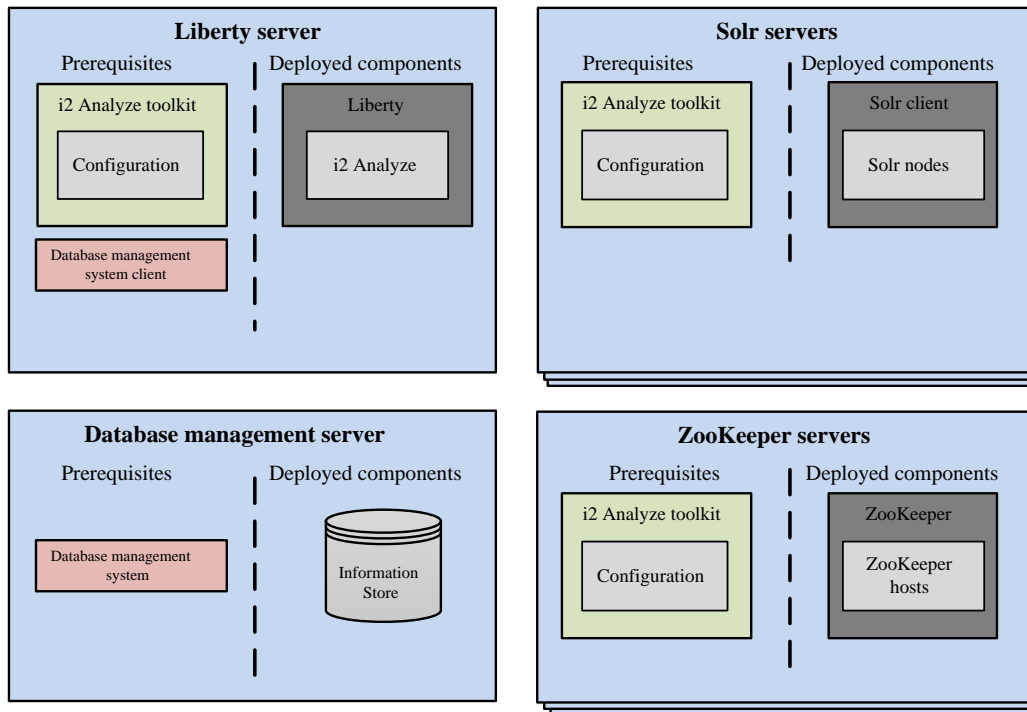 Liberty server
Prerequisites
Deployed components
i2 Analyze toolkit
Configuration
Liberty
i2 Analyze
Database management
system client
Solr servers
Prerequisites
Deployed components
i2 Analyze toolkit
Configuration
Solr client
Solr nodes
Database management server
Prerequisites
Deployed components
Database management
system
Information
Store
ZooKeeper servers
Prerequisites
Deployed components
i2 Analyze toolkit
Configuration
ZooKeeper
ZooKeeper
hosts